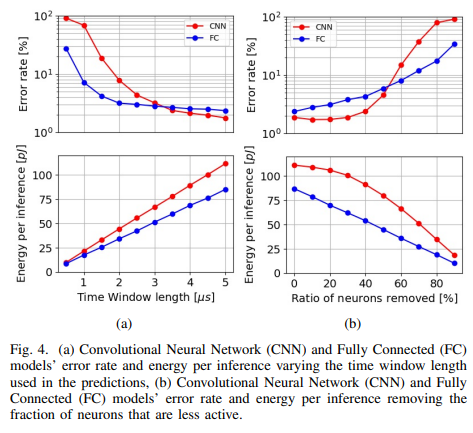 10²
CNN
FC
Error rate [%]
10¹
10⁰
10²
CNN
FC
Error rate [%]
10¹
10⁰
Energy per inference [pJ]
100
75
50
25
0
1 2 3 4 5
Time Window length [μs]
Energy per inference [pJ]
100
75
50
25
0
0 20 40 60 80
Ratio of neurons removed [%]
(a)
(b)
Fig. 4. (a) Convolutional Neural Network (CNN) and Fully Connected (FC)
models' error rate and energy per inference varying the time window length
used in the predictions, (b) Convolutional Neural Network (CNN) and Fully
Connected (FC) models' error rate and energy per inference removing the
fraction of neurons that are less active.